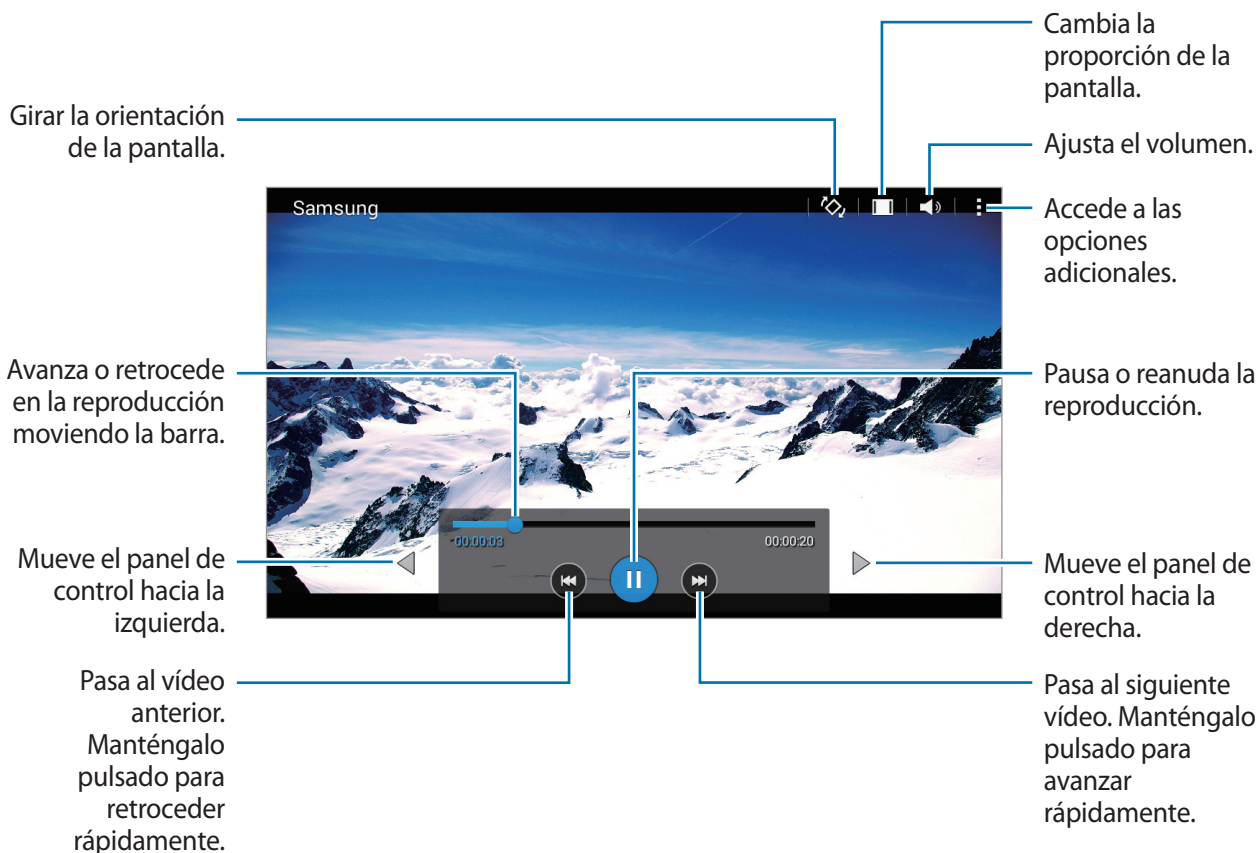 Cambia la
proporción de la
pantalla.
Girar la orientación
de la pantalla.
Ajusta el volumen.
Samsung
Accede a las
opciones
adicionales.
Avanza o retrocede
en la reproducción
moviendo la barra.
Pausa o reanuda la
reproducción.
00:00:03
00:00:20
Mueve el panel de
control hacia la
izquierda.
Mueve el panel de
control hacia la
derecha.
Pasa al vídeo
anterior.
Manténgalo
pulsado para
retroceder
rápidamente.
Pasa al siguiente
vídeo. Manténgalo
pulsado para
avanzar
rápidamente.